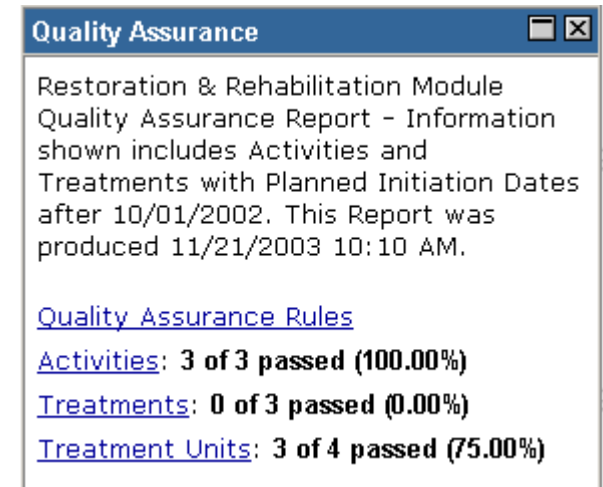 Quality Assurance
Restoration & Rehabilitation Module
Quality Assurance Report - Information
shown includes Activities and
Treatments with Planned Initiation Dates
after 10/01/2002. This Report was
produced 11/21/2003 10:10 AM.
Quality Assurance Rules
Activities: 3 of 3 passed (100.00%)
Treatments: 0 of 3 passed (0.00%)
Treatment Units: 3 of 4 passed (75.00%)